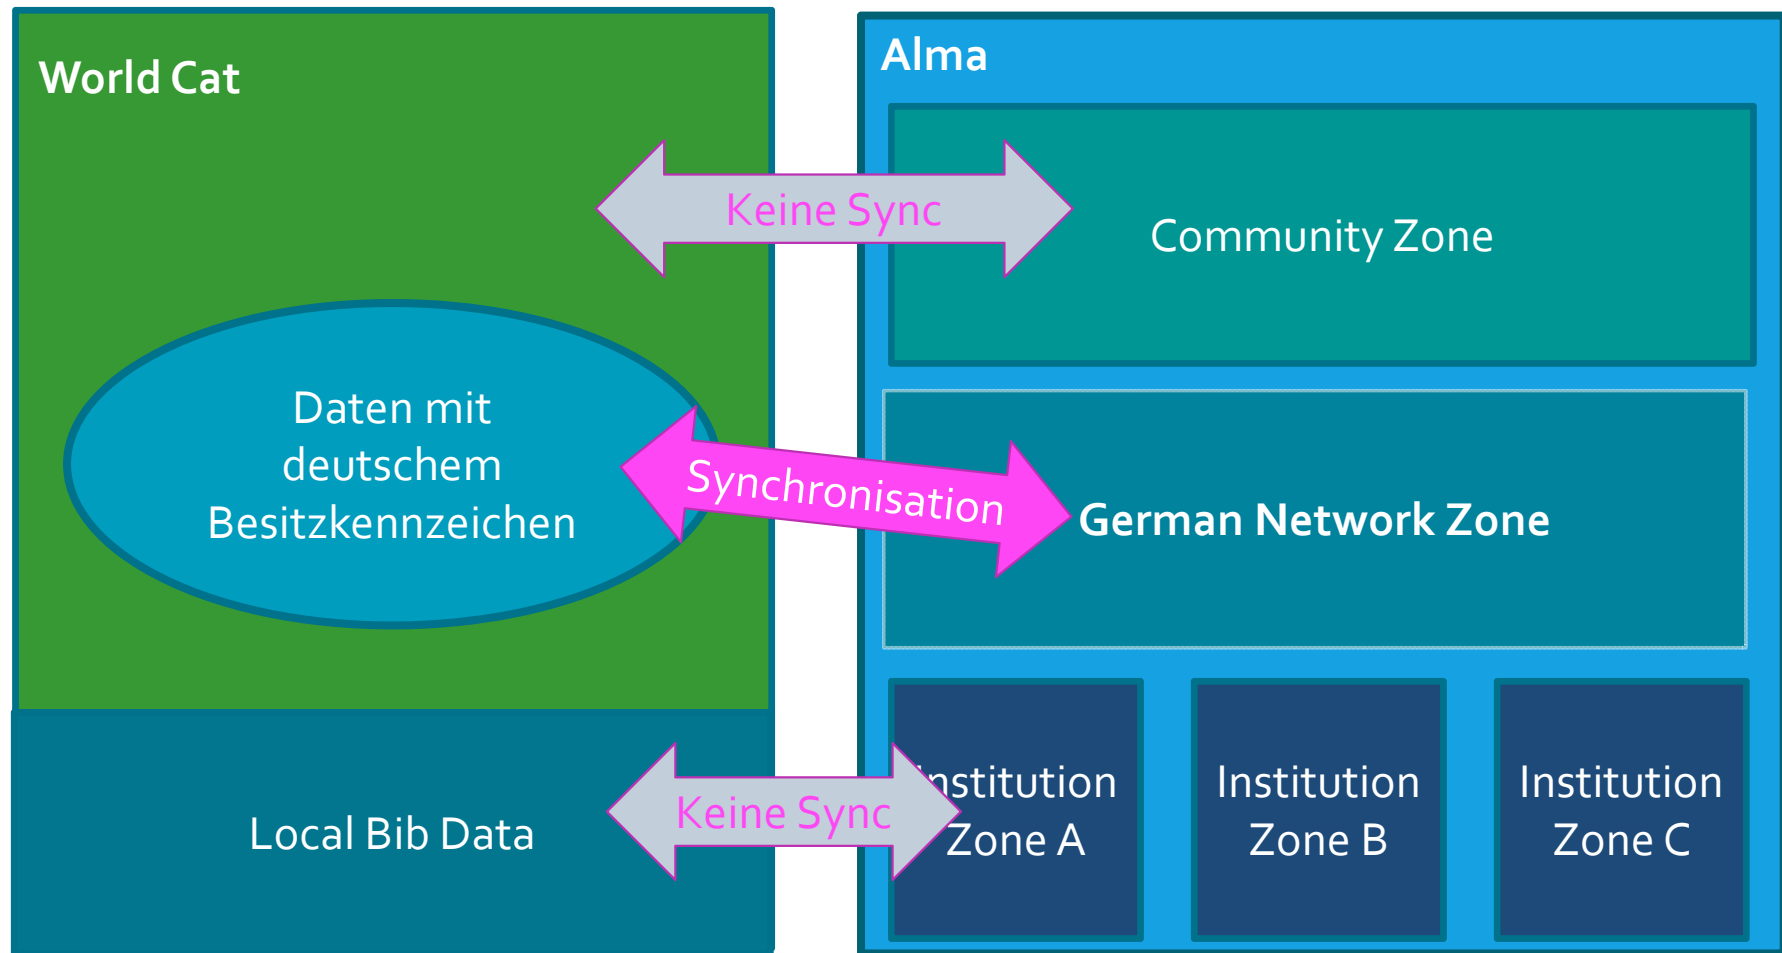 World Cat
Alma
Keine Sync
Community Zone
Daten mit
deutschem
Besitzkennzeichen
Synchronisation
German Network Zone
Local Bib Data
Keine Sync
Institution
Zone A
Institution
Zone B
Institution
Zone C